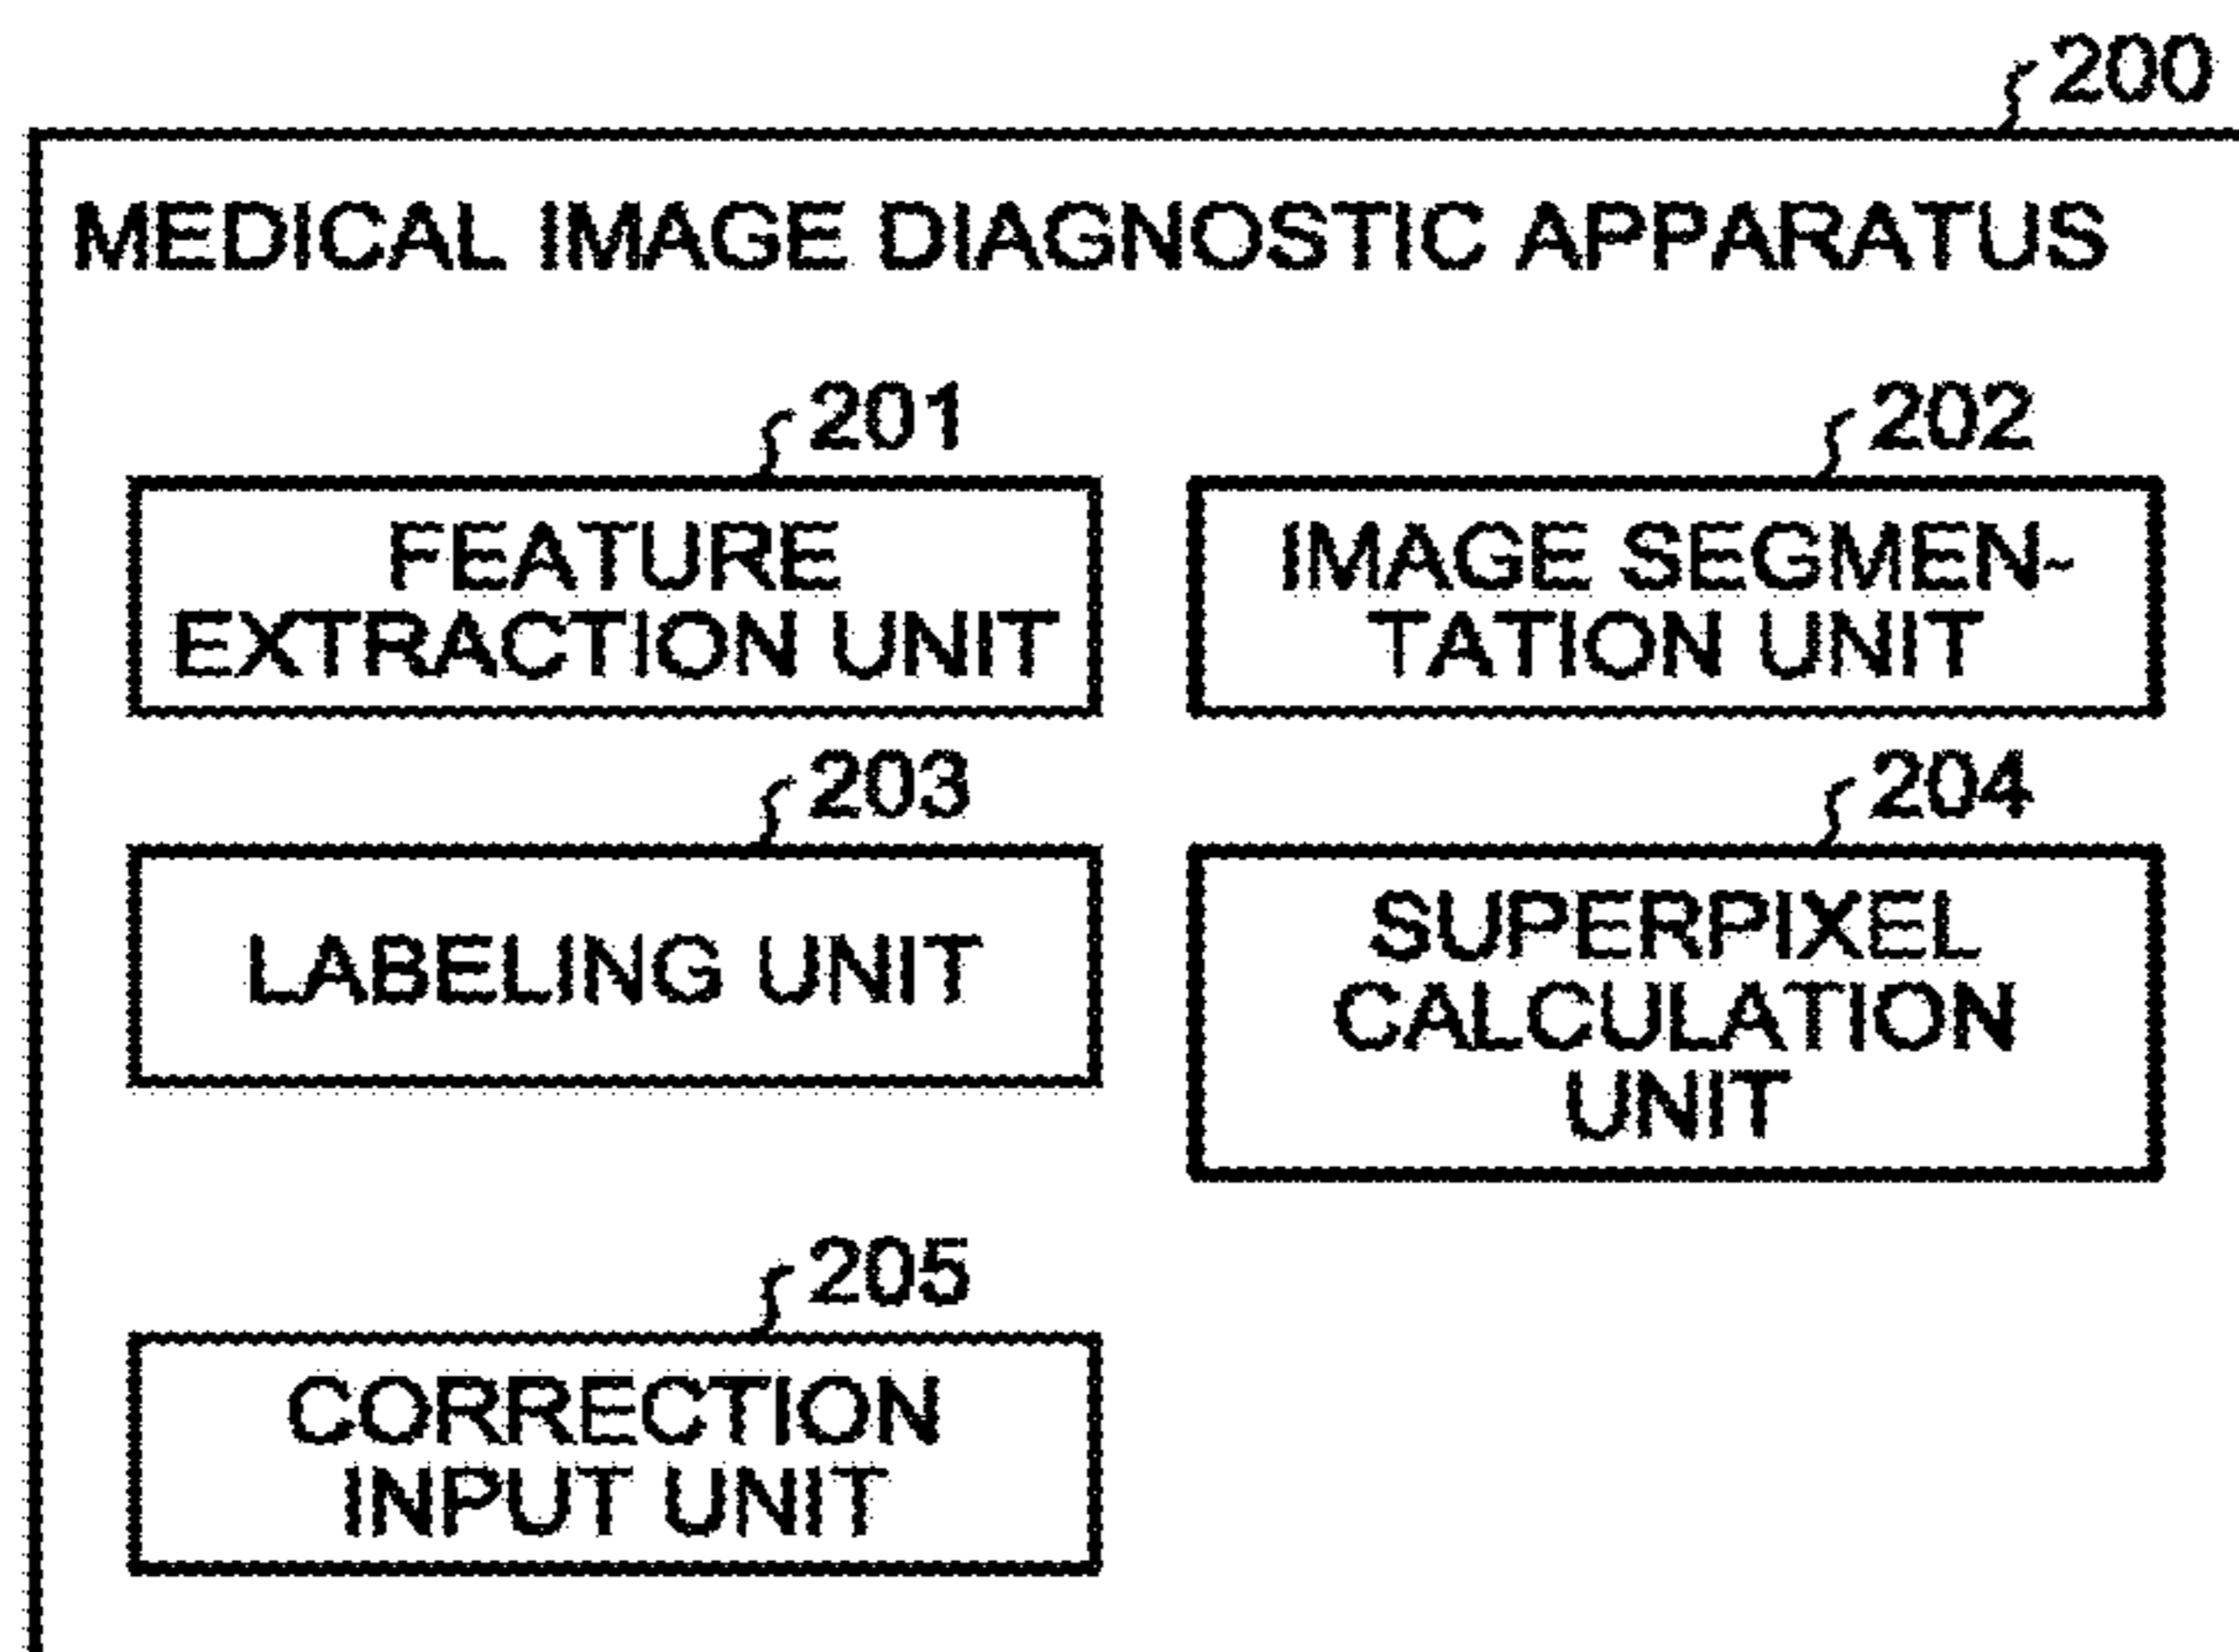 200
MEDICAL IMAGE DIAGNOSTIC APPARATUS
201
FEATURE
EXTRACTION UNIT
202
IMAGE SEGMEN-
TATION UNIT
203
LABELING UNIT
204
SUPERPIXEL
CALCULATION
UNIT
205
CORRECTION
INPUT UNIT